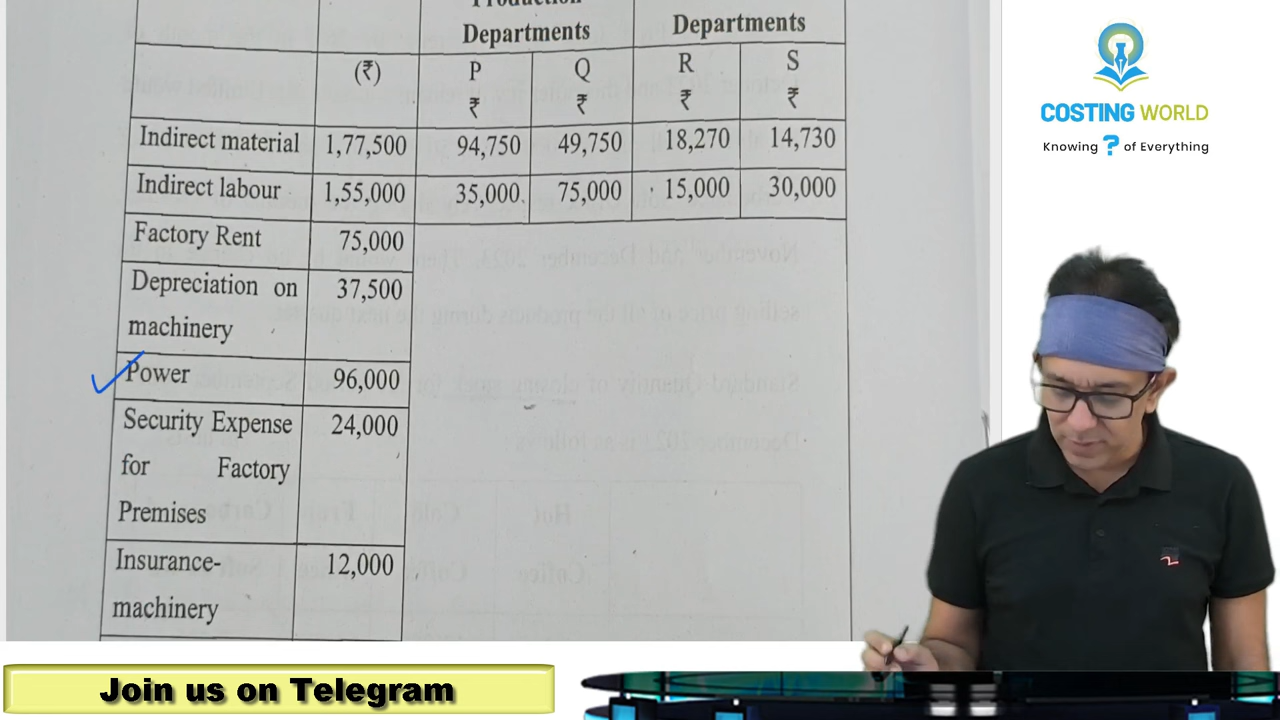 Production
Departments Departments
(₹) P Q R S
₹ ₹ ₹ ₹
Indirect material 1,77,500 94,750 49,750 18,270 14,730
Indirect labour 1,55,000 35,000 75,000 15,000 30,000
Factory Rent 75,000
Depreciation on 37,500
machinery
Power 96,000
Security Expense 24,000
for Factory
Premises
Insurance- 12,000
machinery
COSTING WORLD
Knowing ? of Everything
Join us on Telegram